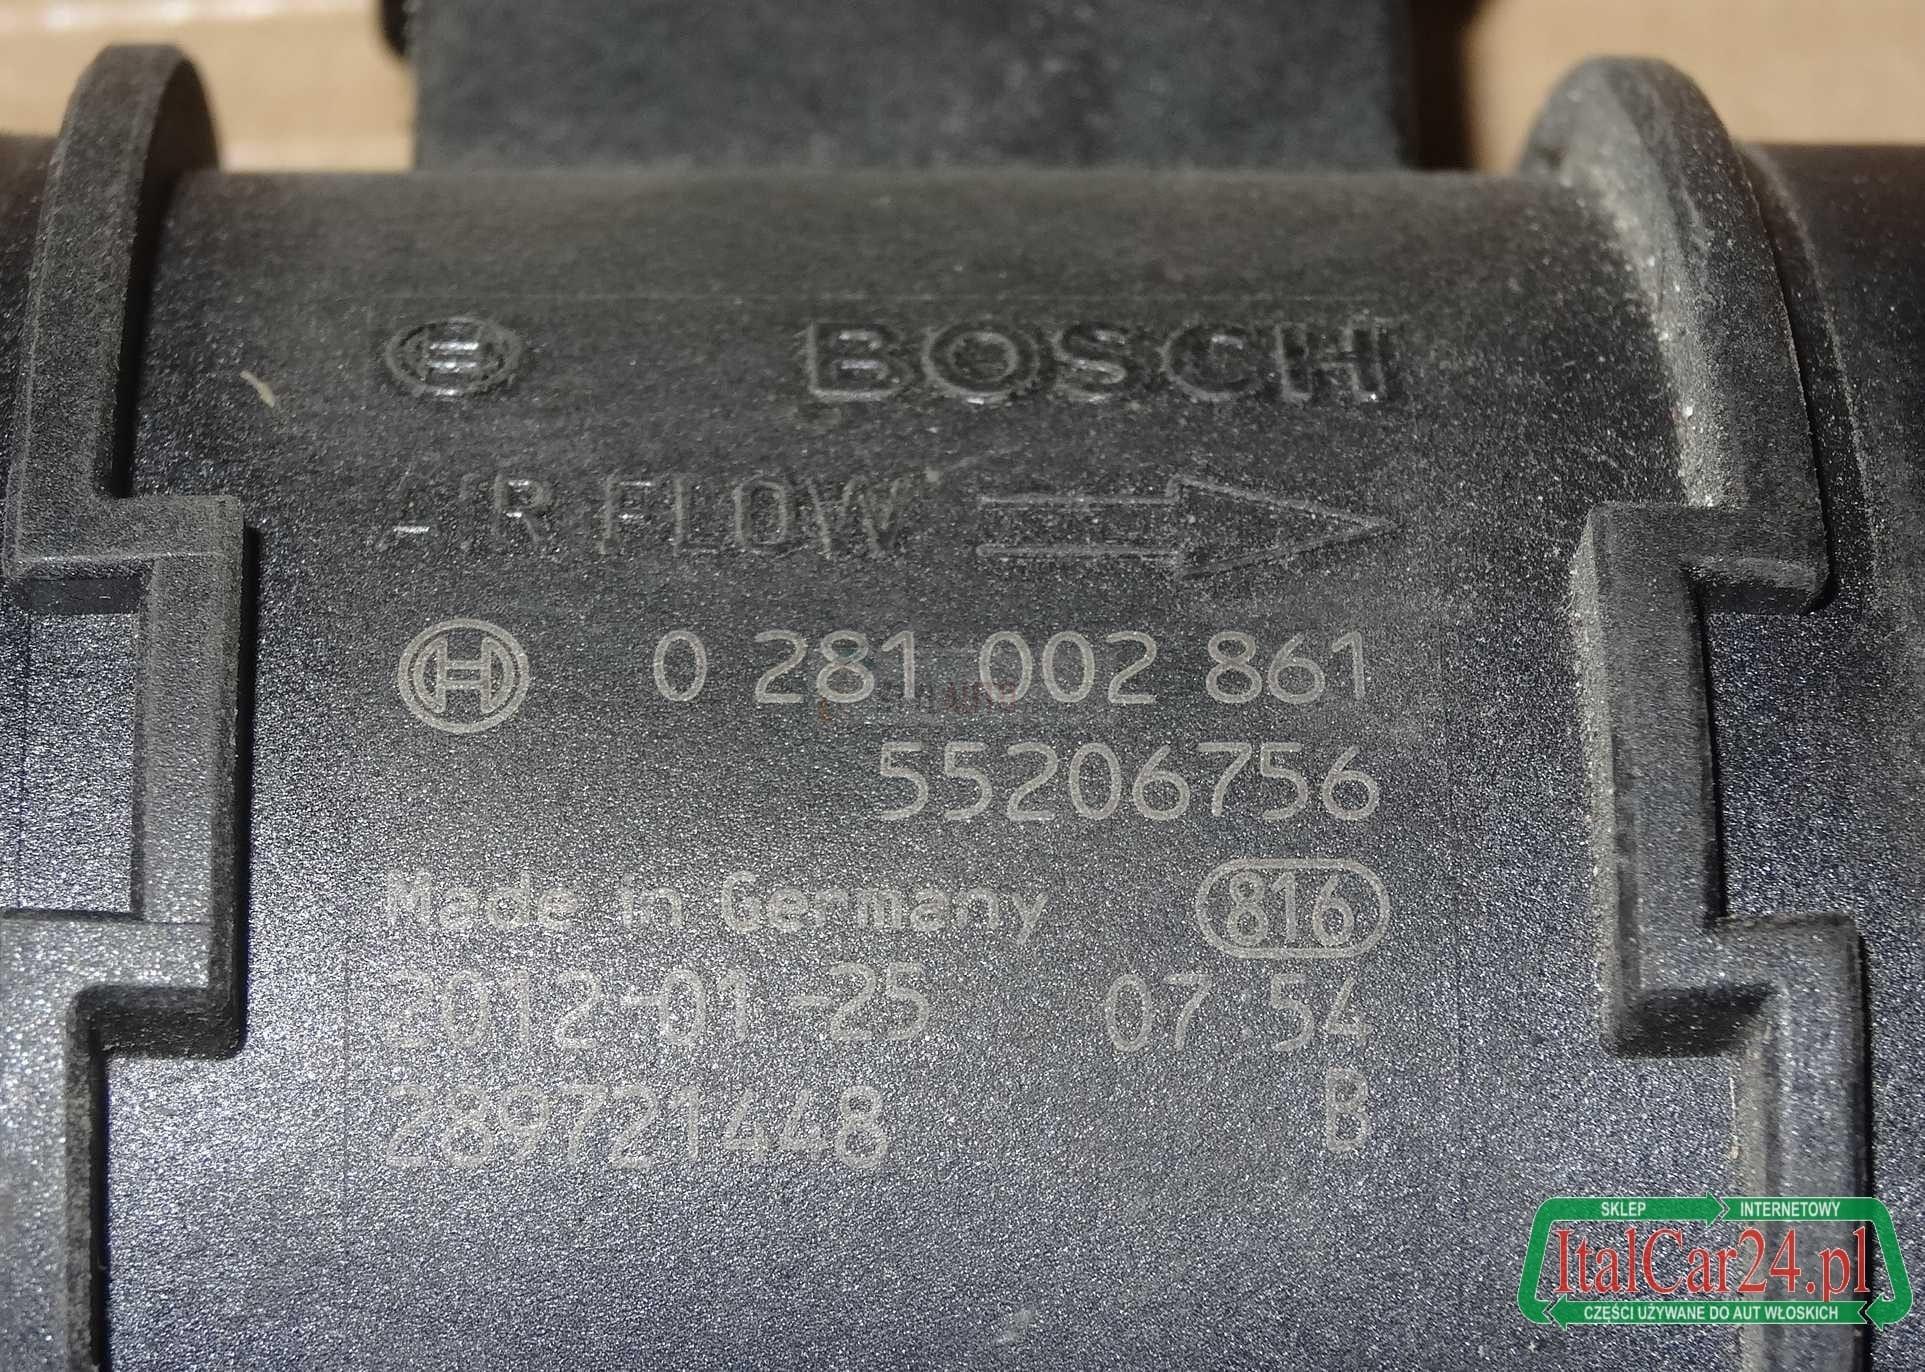 BOSCH
AIR FLOW
0 281 002 861
55206756
Made in Germany 816
2012-01-25 07:54
289721448 B
SKLEP INTERNETOWY
ItalCar24.pl
CZĘŚCI UŻYWANE DO AUT WŁOSKICH